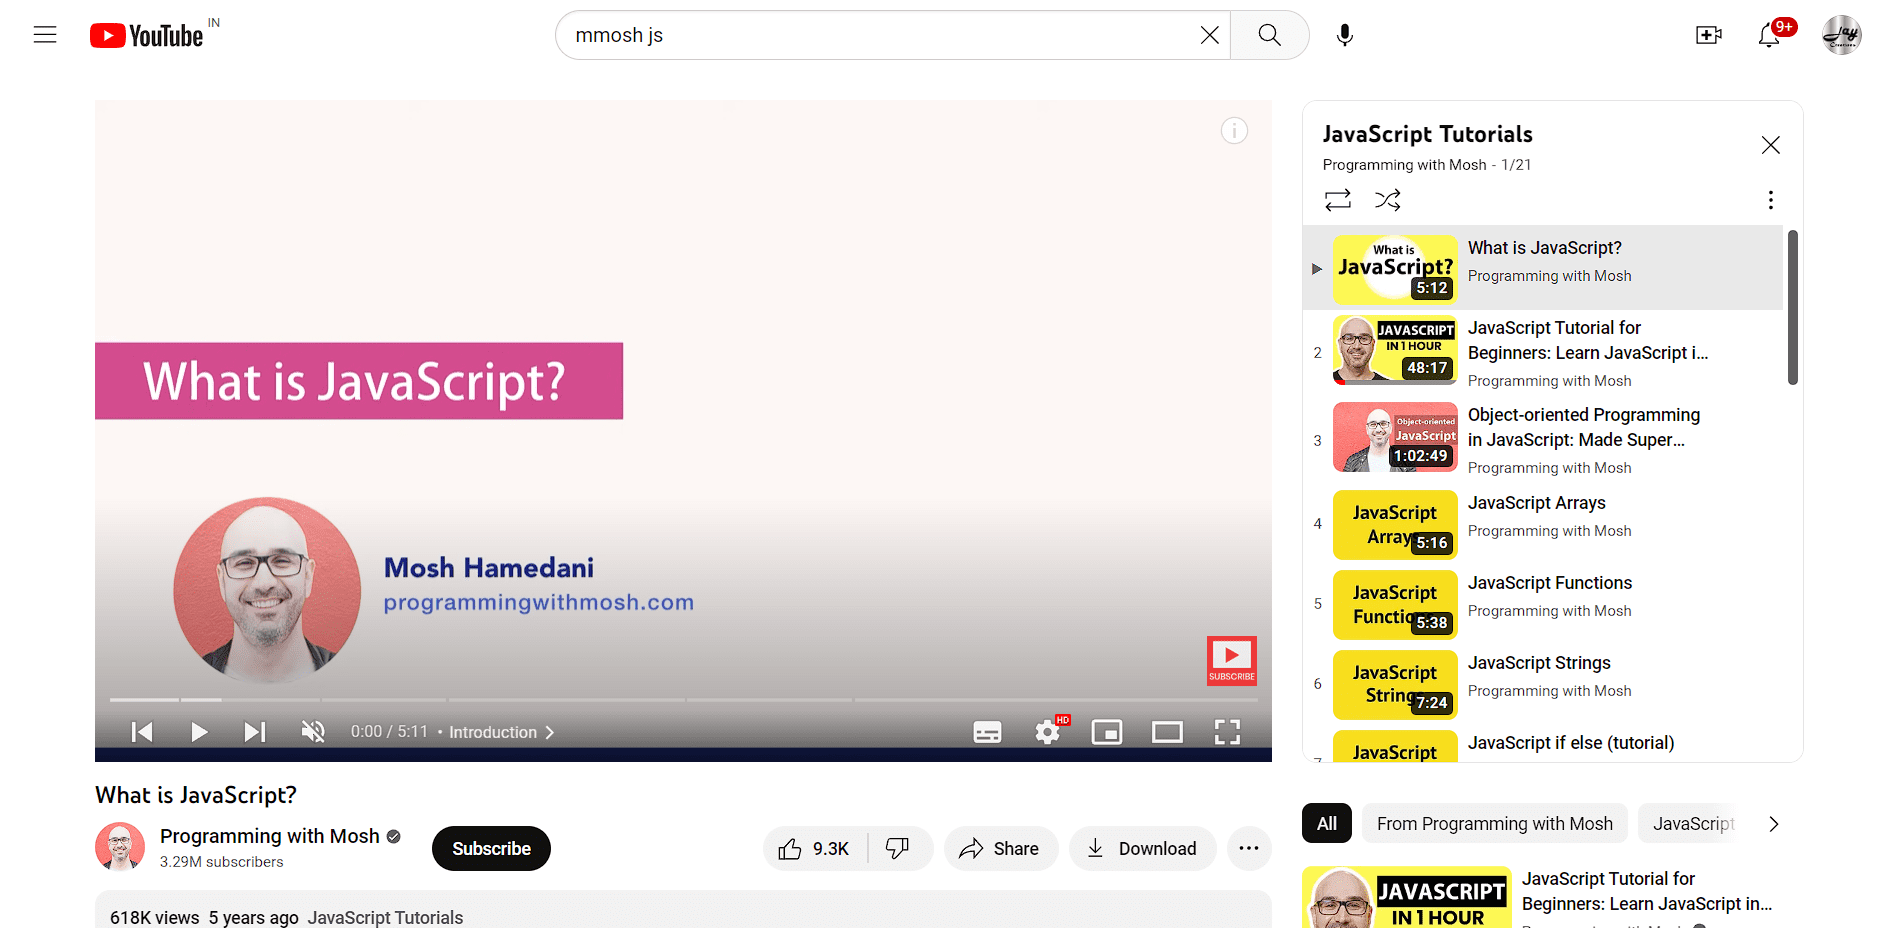 YouTube IN
mmosh js
9+
Jay
Creations
What is JavaScript?
Mosh Hamedani
programmingwithmosh.com
SUBSCRIBE
0:00 / 5:11 • Introduction
HD
What is JavaScript?
Programming with Mosh
3.29M subscribers
Subscribe
9.3K
Share
Download
618K views 5 years ago JavaScript Tutorials
JavaScript Tutorials
Programming with Mosh - 1/21
What is
JavaScript?
5:12
What is JavaScript?
Programming with Mosh
2
JAVASCRIPT
IN 1 HOUR
48:17
JavaScript Tutorial for
Beginners: Learn JavaScript i...
Programming with Mosh
3
Object-oriented
JavaScript
1:02:49
Object-oriented Programming
in JavaScript: Made Super...
Programming with Mosh
4
JavaScript
Array
5:16
JavaScript Arrays
Programming with Mosh
5
JavaScript
Functio
5:38
JavaScript Functions
Programming with Mosh
6
JavaScript
String
7:24
JavaScript Strings
Programming with Mosh
7
JavaScript
JavaScript if else (tutorial)
All
From Programming with Mosh
JavaScript
JAVASCRIPT
IN 1 HOUR
JavaScript Tutorial for
Beginners: Learn JavaScript in...